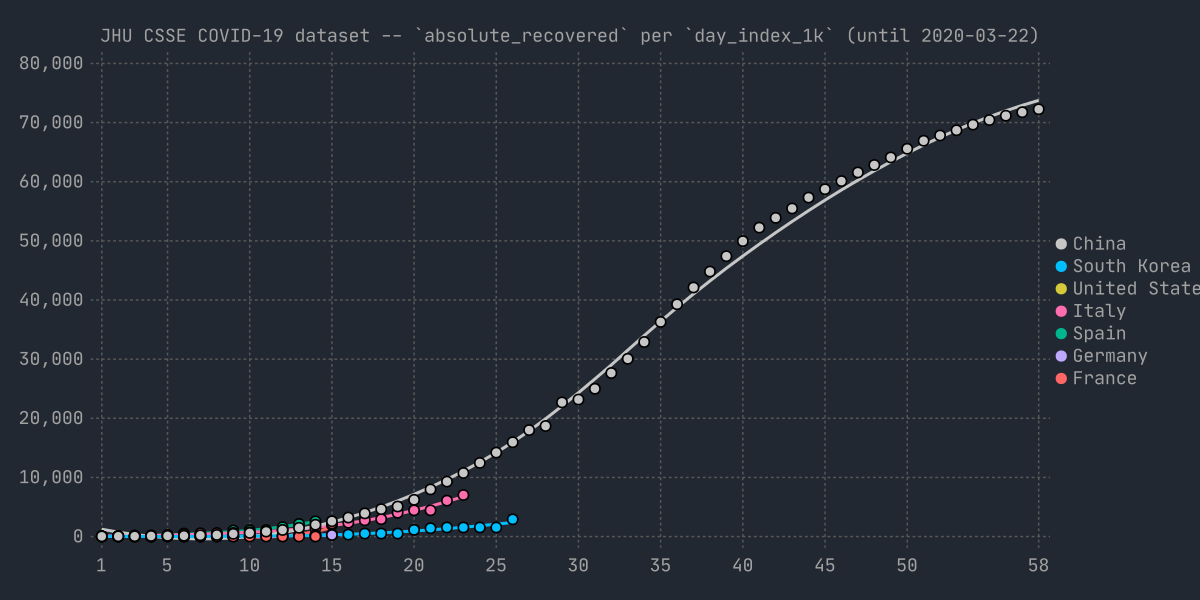 JHU CSSE COVID-19 dataset -- `absolute_recovered` per `day_index_1k` (until 2020-03-22)
80,000
70,000
60,000
50,000
40,000
30,000
20,000
10,000
0
1 5 10 15 20 25 30 35 40 45 50 58
China
South Korea
United State
Italy
Spain
Germany
France